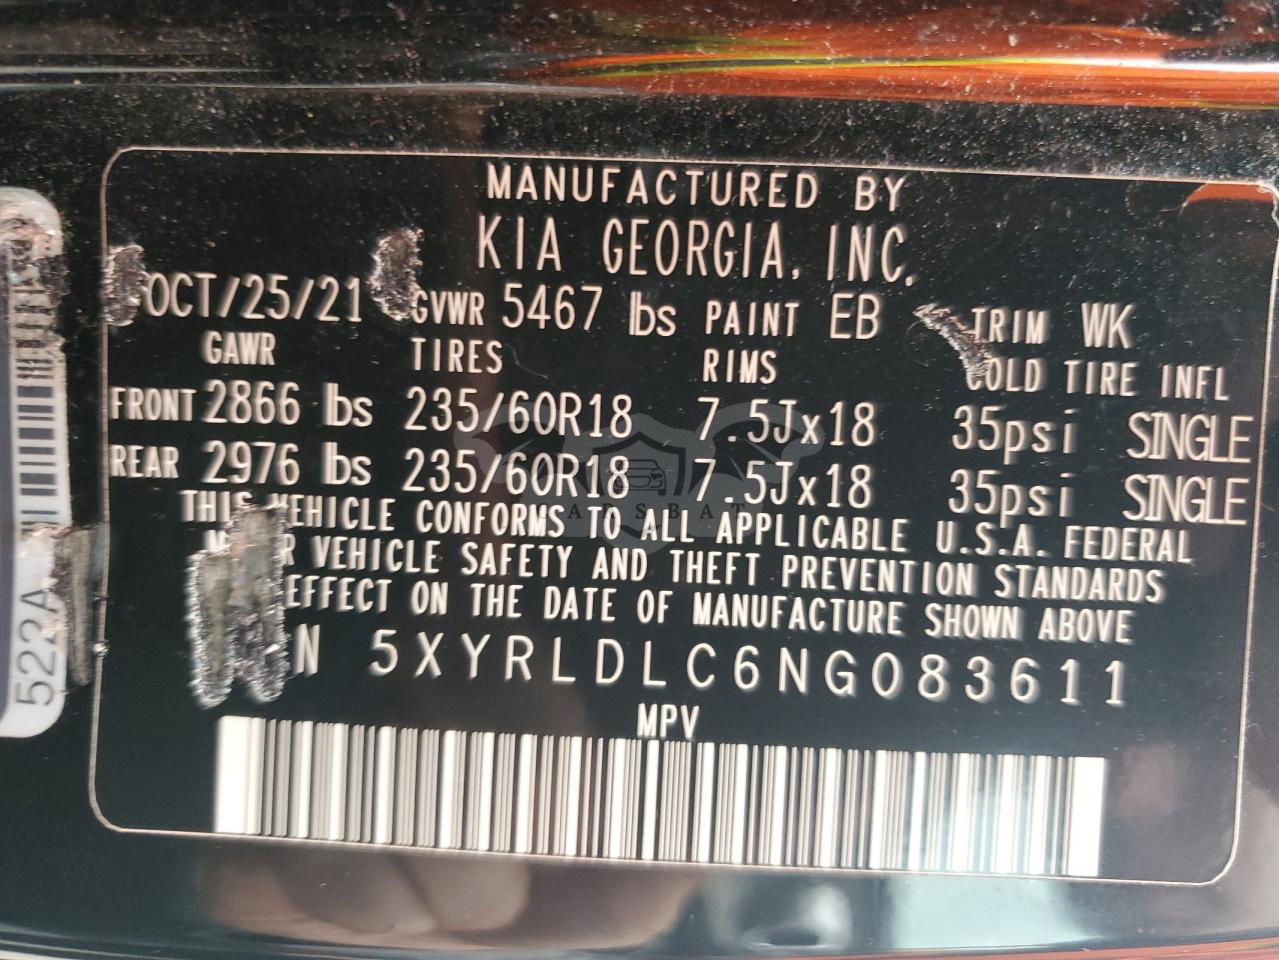 MANUFACTURED BY
KIA GEORGIA, INC.
OCT/25/21 GVWR 5467 lbs PAINT EB TRIM WK
GAWR TIRES RIMS COLD TIRE INFL
FRONT 2866 lbs 235/60R18 7.5Jx18 35psi SINGLE
REAR 2976 lbs 235/60R18 7.5Jx18 35psi SINGLE
CARSBAT
THIS VEHICLE CONFORMS TO ALL APPLICABLE U.S.A. FEDERAL
VEHICLE SAFETY AND THEFT PREVENTION STANDARDS
EFFECT ON THE DATE OF MANUFACTURE SHOWN ABOVE
N 5XYRLDLC6NG083611
MPV
522A